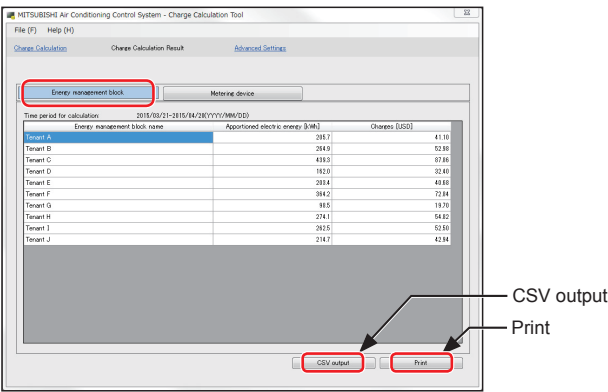 MITSUBISHI Air Conditioning Control System - Charge Calculation Tool
File (F) Help (H)
Charge Calculation Charge Calculation Result Advanced Settings
Energy management block Metering device
Time period for calculation: 2015/03/21-2015/04/20(YYYY/MM/DD)
Energy management block name Apportioned electric energy [kWh] Charges [USD]
Tenant A 205.7 41.10
Tenant B 264.9 52.98
Tenant C 439.3 87.86
Tenant D 162.0 32.40
Tenant E 203.4 40.68
Tenant F 364.2 72.84
Tenant G 98.5 19.70
Tenant H 274.1 54.82
Tenant I 262.5 52.50
Tenant J 214.7 42.94
CSV output
Print
CSV output Print